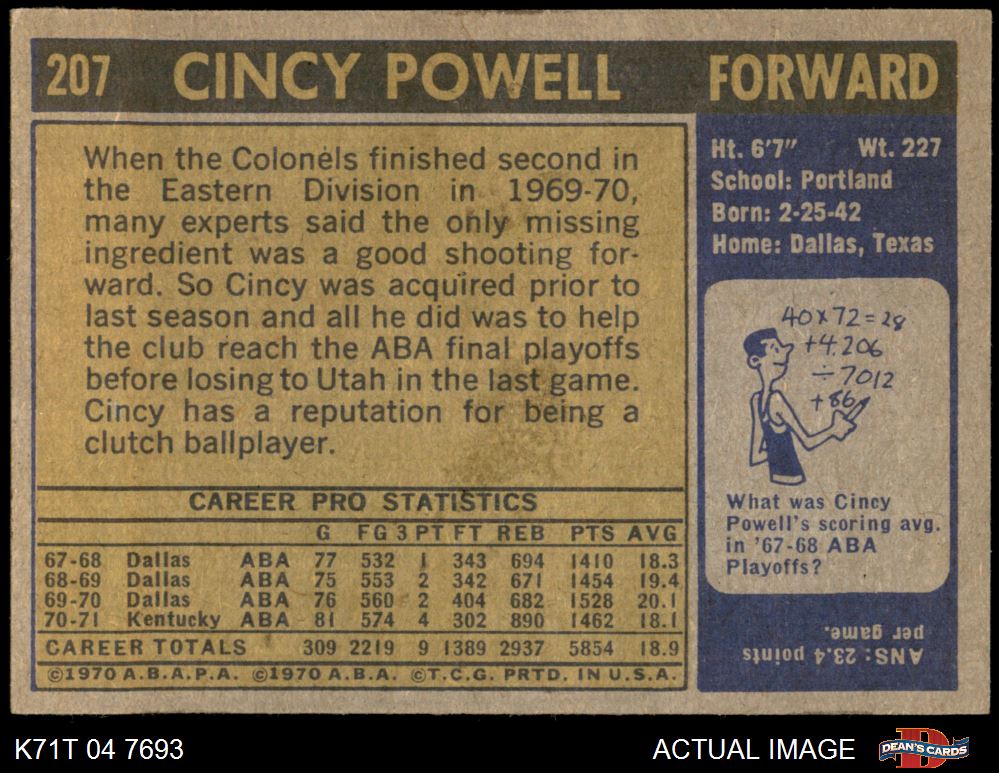 207 CINCY POWELL FORWARD
When the Colonels finished second in
the Eastern Division in 1969-70,
many experts said the only missing
ingredient was a good shooting for-
ward. So Cincy was acquired prior to
last season and all he did was to help
the club reach the ABA final playoffs
before losing to Utah in the last game.
Cincy has a reputation for being a
clutch ballplayer.
CAREER PRO STATISTICS
G FG 3 PT FT REB PTS AVG
67-68 Dallas ABA 77 532 1 343 694 1410 18.3
68-69 Dallas ABA 75 553 2 342 671 1454 19.4
69-70 Dallas ABA 76 560 2 404 682 1528 20.1
70-71 Kentucky ABA 81 574 4 302 890 1462 18.1
CAREER TOTALS 309 2219 9 1389 2937 5854 18.9
©1970 A.B.A.P.A. ©1970 A.B.A. ©T.C.G. PRTD. IN U.S.A.
Ht. 6'7" Wt. 227
School: Portland
Born: 2-25-42
Home: Dallas, Texas
40x72=28
+4.206
÷7012
+86
What was Cincy
Powell's scoring avg.
in '67-68 ABA
Playoffs?
ANS: 23.4 points
per game.
K71T 04 7693
ACTUAL IMAGE
D
DEAN'S CARDS